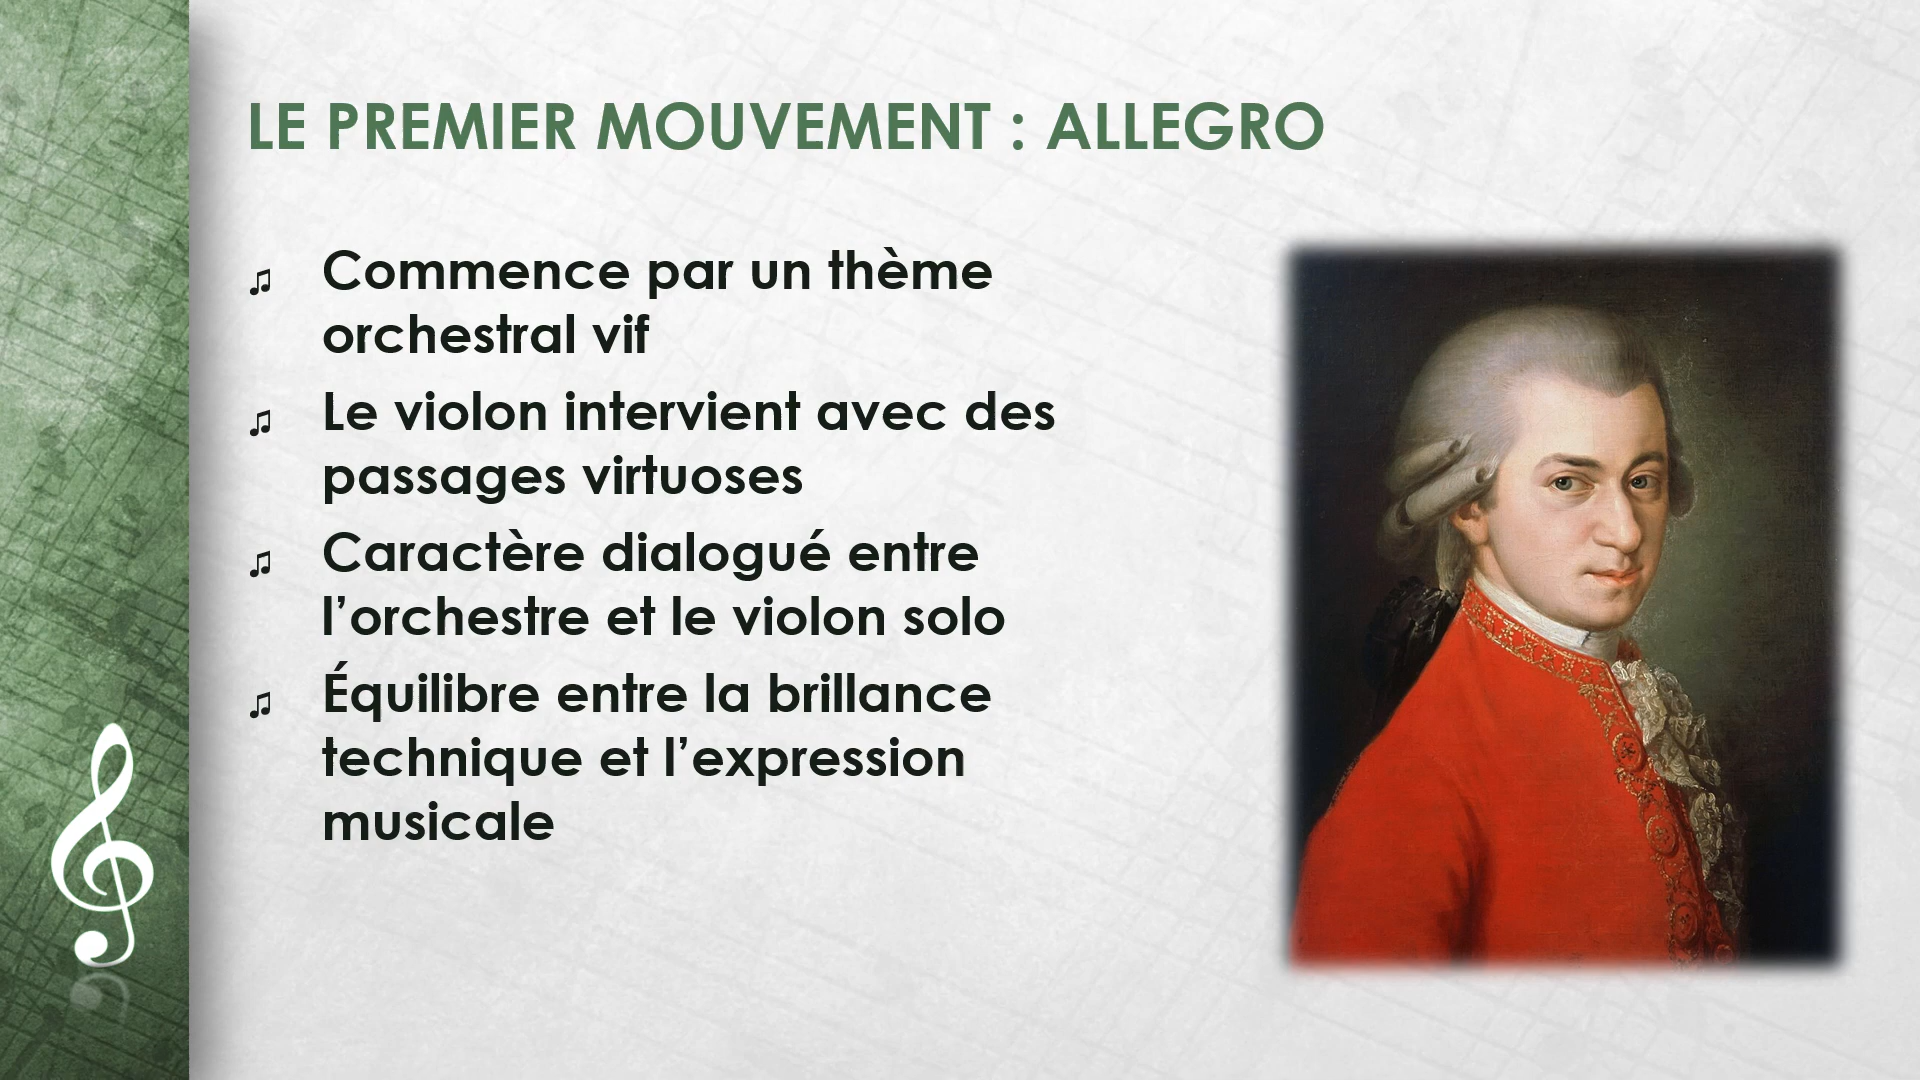 LE PREMIER MOUVEMENT : ALLEGRO
♫ Commence par un thème
orchestral vif
♫ Le violon intervient avec des
passages virtuoses
♫ Caractère dialogué entre
l’orchestre et le violon solo
♫ Équilibre entre la brillance
technique et l’expression
musicale